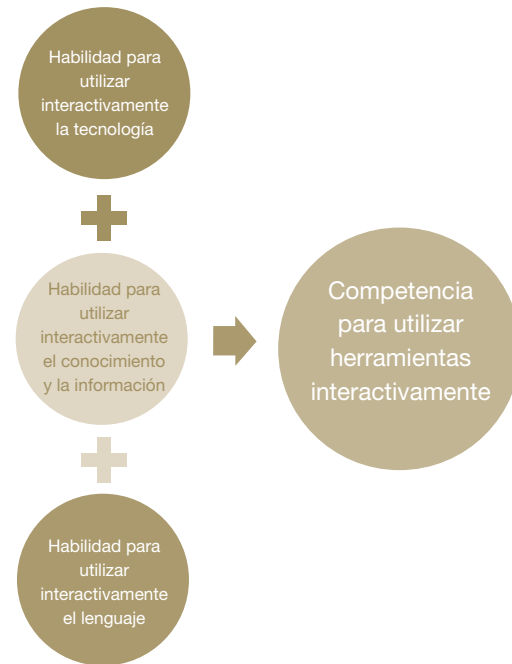 Habilidad para
utilizar
interactivamente
la tecnología
Habilidad para
utilizar
interactivamente
el conocimiento
y la información
Competencia
para utilizar
herramientas
interactivamente
Habilidad para
utilizar
interactivamente
el lenguaje